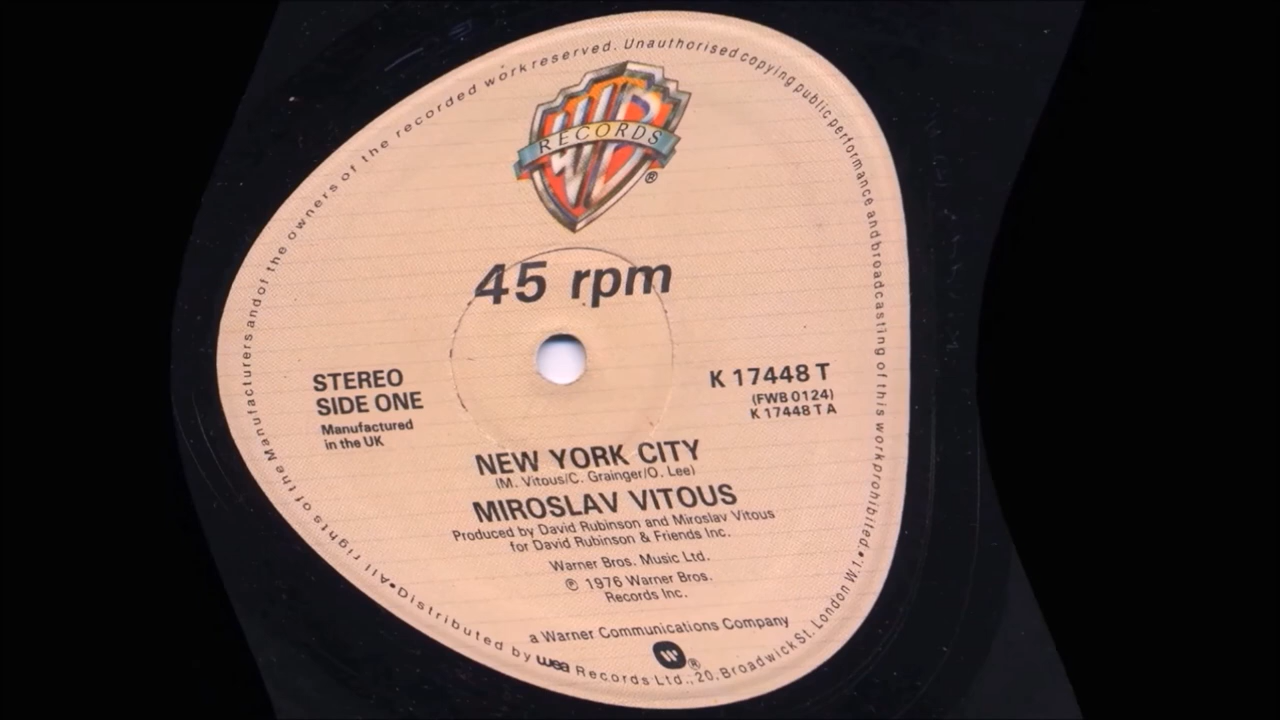 All rights of the Manufacturers and of the owners of the recorded work reserved. Unauthorised copying public performance and broadcasting of this work prohibited. •
WB
RECORDS
®
45 rpm
STEREO
SIDE ONE
Manufactured
in the UK
K 17448 T
(FWB 0124)
K 17448 T A
NEW YORK CITY
(M. Vitous/C. Grainger/O. Lee)
MIROSLAV VITOUS
Produced by David Rubinson and Miroslav Vitous
for David Rubinson & Friends Inc.
Warner Bros. Music Ltd.
℗ 1976 Warner Bros.
Records Inc.
a Warner Communications Company
®
• Distributed by wea Records Ltd., 20, Broadwick St. London W.1.